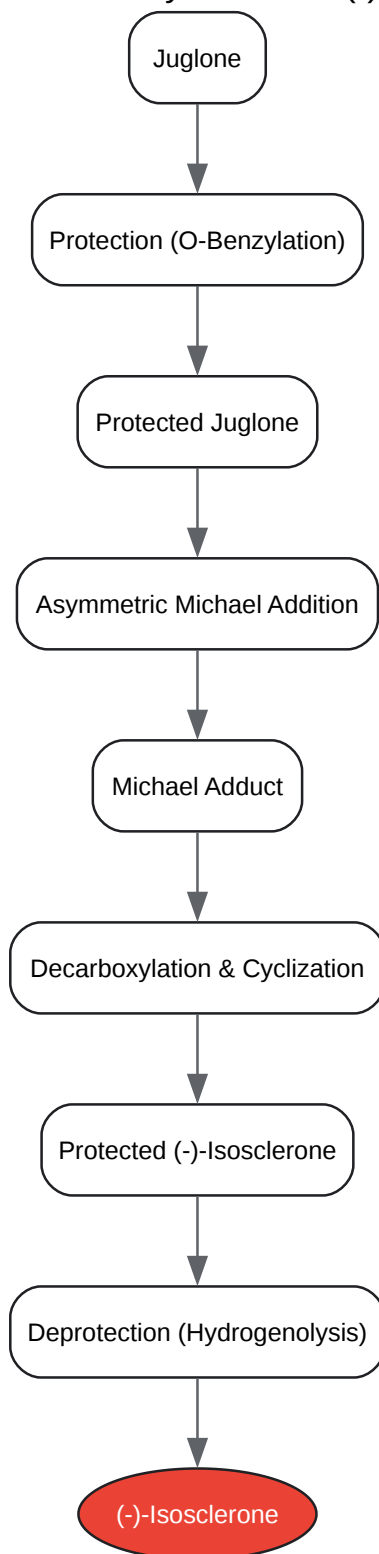 Juglone
Protection (O-Benzylation)
Protected Juglone
Asymmetric Michael Addition
Michael Adduct
Decarboxylation & Cyclization
Protected (-)-Isosclerone
Deprotection (Hydrogenolysis)
(-)-Isosclerone